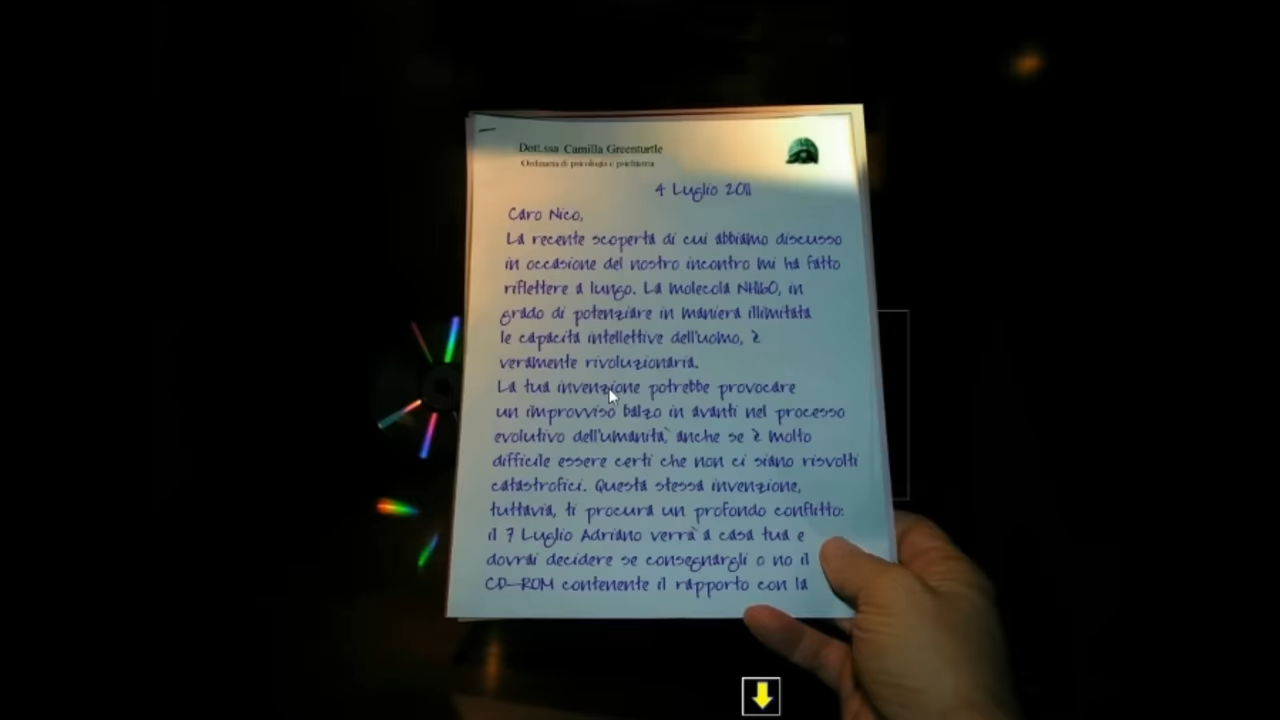 Dott.ssa Camilla Greenturtle
Ordinaria di psicologia e psichiatria
4 Luglio 2011
Caro Nico,
La recente scoperta di cui abbiamo discusso
in occasione del nostro incontro mi ha fatto
riflettere a lungo. La molecola NH160, in
grado di potenziare in maniera illimitata
le capacità intellettive dell'uomo, è
veramente rivoluzionaria.
La tua invenzione potrebbe provocare
un improvviso balzo in avanti nel processo
evolutivo dell'umanità, anche se è molto
difficile essere certi che non ci siano risvolti
catastrofici. Questa stessa invenzione,
tuttavia, ti procura un profondo conflitto:
il 7 Luglio Adriano verrà a casa tua e
dovrai decidere se consegnargli o no il
CD-ROM contenente il rapporto con la